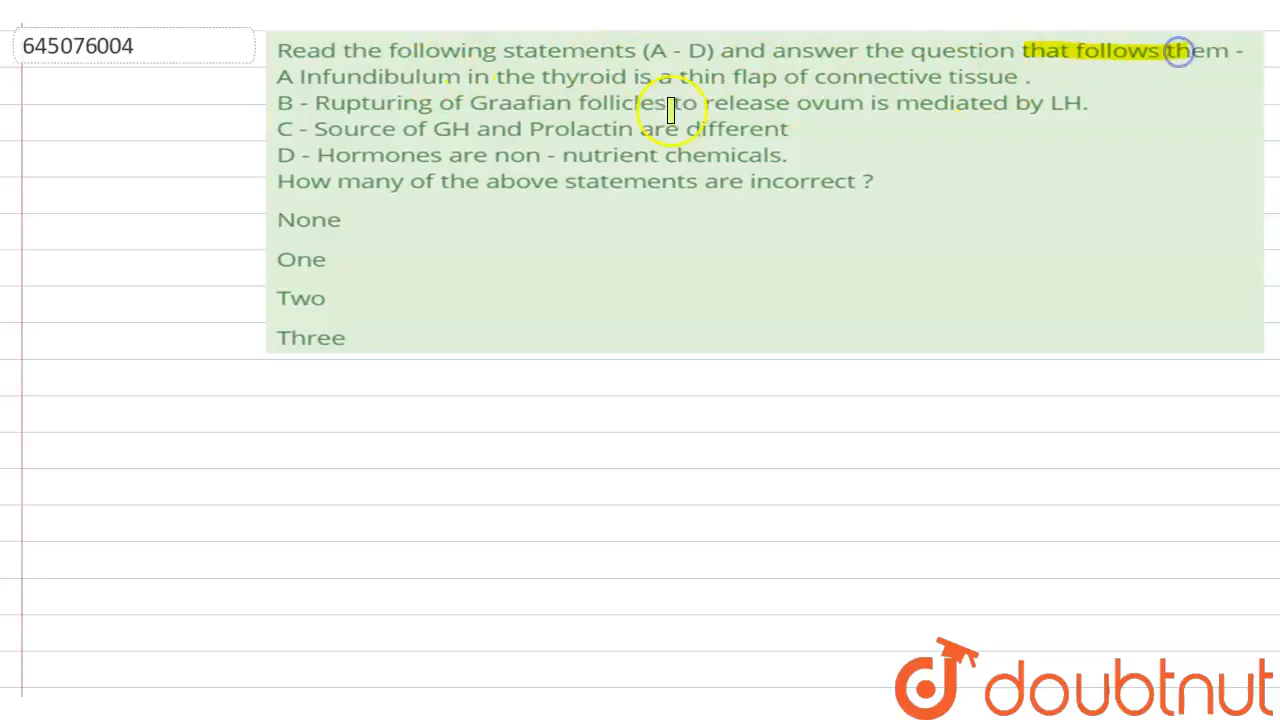 645076004
Read the following statements (A - D) and answer the question that follows them -
A Infundibulum in the thyroid is a thin flap of connective tissue .
B - Rupturing of Graafian follicles to release ovum is mediated by LH.
C - Source of GH and Prolactin are different
D - Hormones are non - nutrient chemicals.
How many of the above statements are incorrect ?
None
One
Two
Three
doubtnut